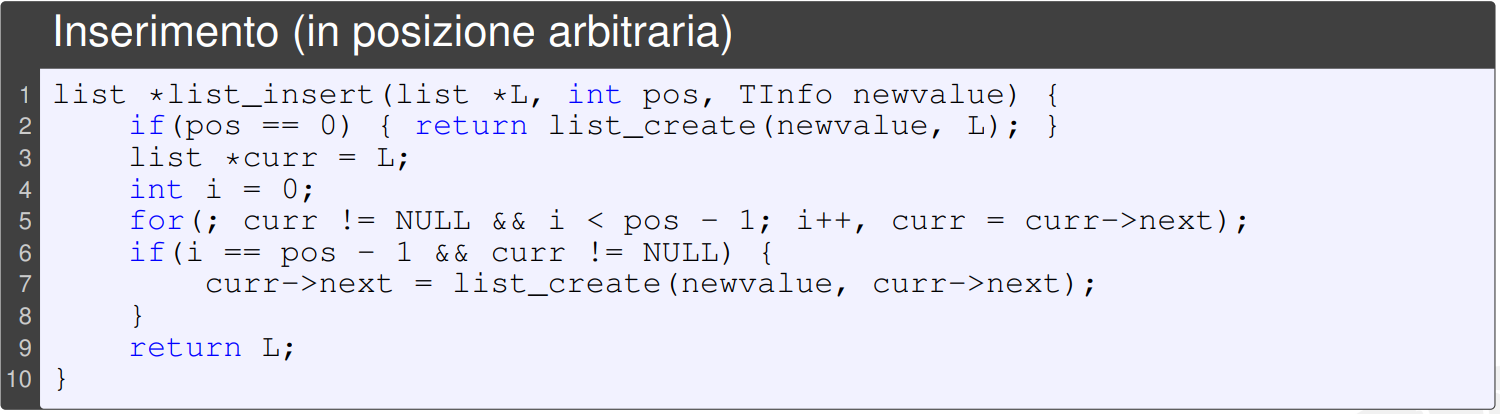 Inserimento (in posizione arbitraria)
1 list *list_insert(list *L, int pos, TInfo newvalue) {
2     if(pos == 0) { return list_create(newvalue, L); }
3     list *curr = L;
4     int i = 0;
5     for(; curr != NULL && i < pos - 1; i++, curr = curr->next);
6     if(i == pos - 1 && curr != NULL) {
7         curr->next = list_create(newvalue, curr->next);
8     }
9     return L;
10 }